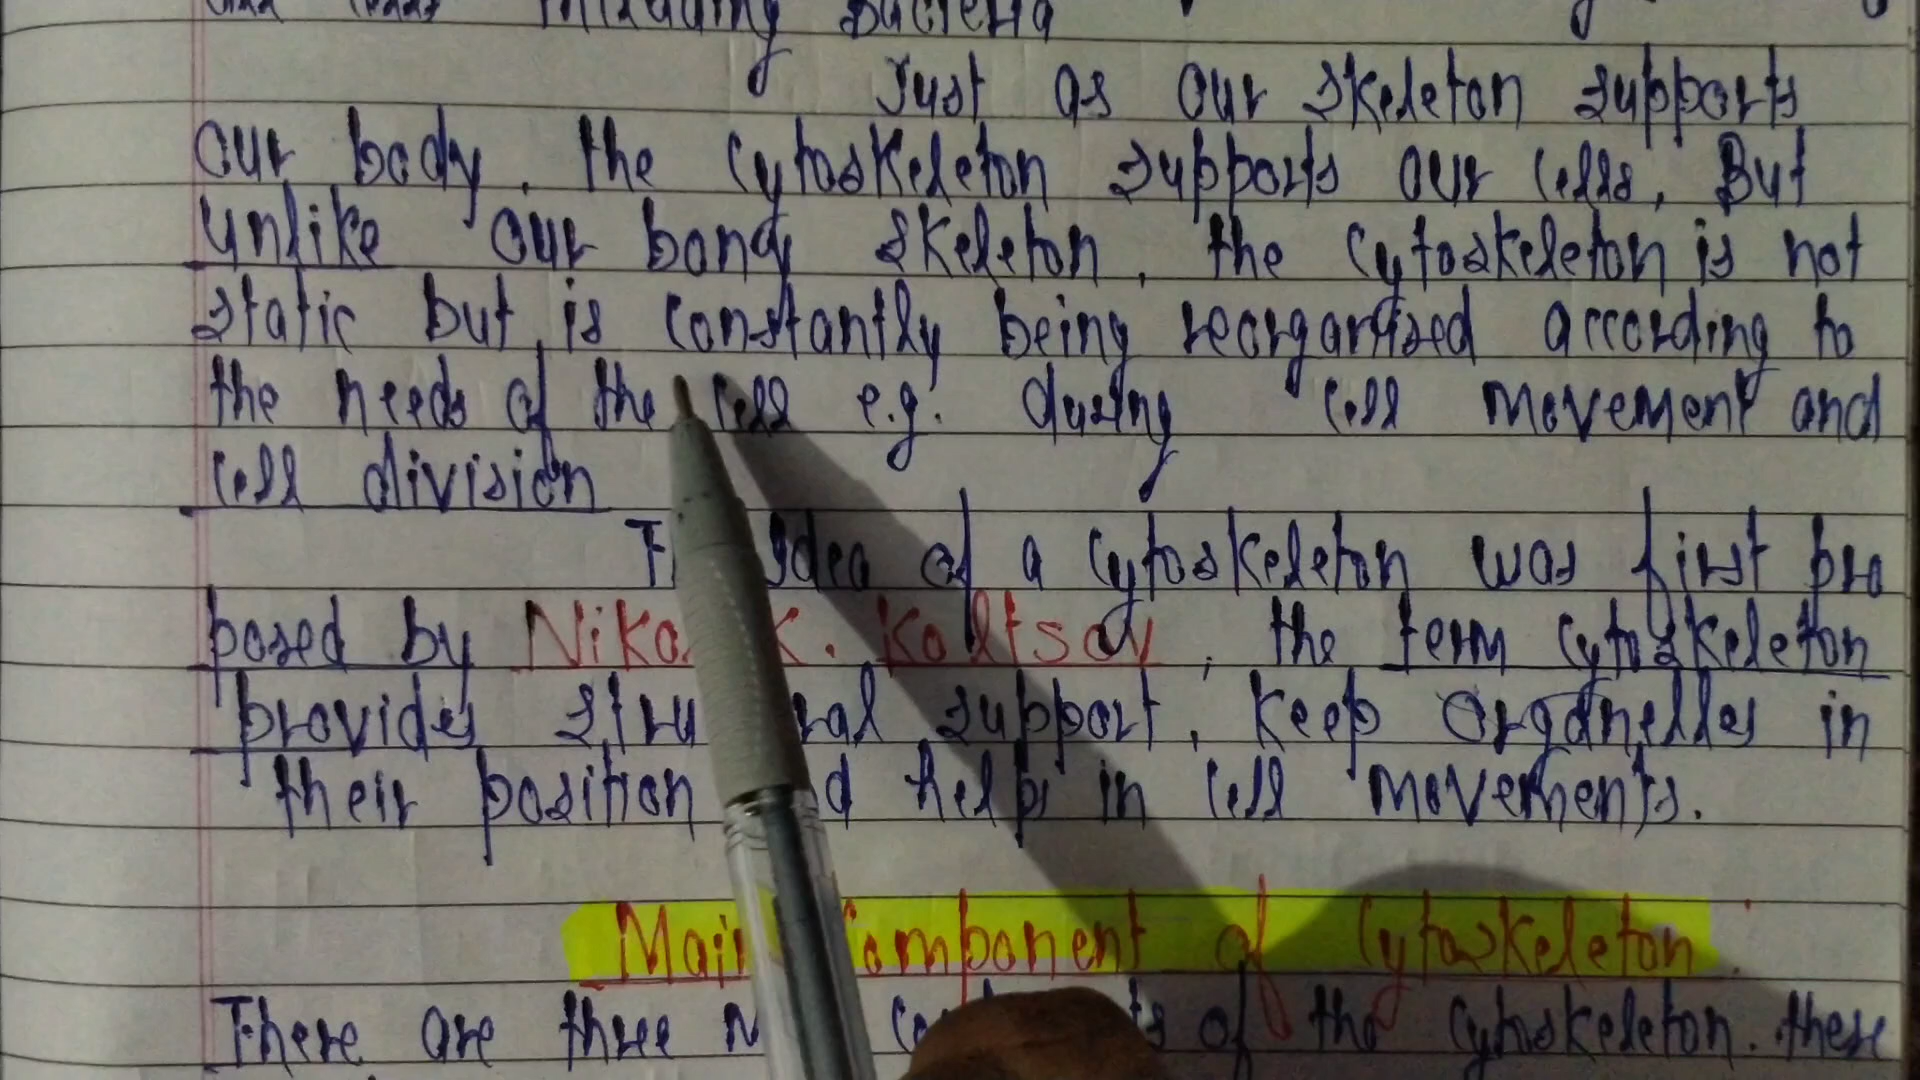 including Bacteria
Just as our skeleton supports
our body, the cytoskeleton supports our cells. But
unlike our bony skeleton, the cytoskeleton is not
static but is constantly being reorganised according to
the needs of the cell e.g. during cell movement and
cell division
idea of a cytoskeleton was first pro
posed by K. Koltsov, the term cytoskeleton
provides support, keep organelles in
their position help in cell movements.
Main Component of Cytoskeleton.
There are three of the cytoskeleton. these